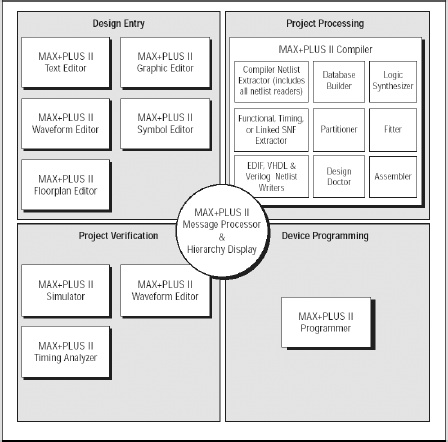 Design Entry
MAX+PLUS II
Text Editor
MAX+PLUS II
Graphic Editor
MAX+PLUS II
Waveform Editor
MAX+PLUS II
Symbol Editor
MAX+PLUS II
Floorplan Editor
Project Processing
MAX+PLUS II Compiler
Compiler Netlist
Extractor (includes
all netlist readers)
Database
Builder
Logic
Synthesizer
Functional, Timing,
or Linked SNF
Extractor
Partitioner
Fitter
EDIF, VHDL &
Verilog Netlist
Writers
Design
Doctor
Assembler
MAX+PLUS II
Message Processor
&
Hierarchy Display
Project Verification
MAX+PLUS II
Simulator
MAX+PLUS II
Waveform Editor
MAX+PLUS II
Timing Analyzer
Device Programming
MAX+PLUS II
Programmer